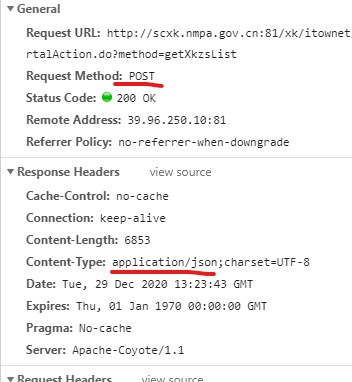 General
Request URL: http://scxk.nmpa.gov.cn:81/xk/itownet
rtalAction.do?method=getXkzsList
Request Method: POST
Status Code: 200 OK
Remote Address: 39.96.250.10:81
Referrer Policy: no-referrer-when-downgrade
Response Headers view source
Cache-Control: no-cache
Connection: keep-alive
Content-Length: 6853
Content-Type: application/json;charset=UTF-8
Date: Tue, 29 Dec 2020 13:23:43 GMT
Expires: Thu, 01 Jan 1970 00:00:00 GMT
Pragma: No-cache
Server: Apache-Coyote/1.1
Request Headers view source